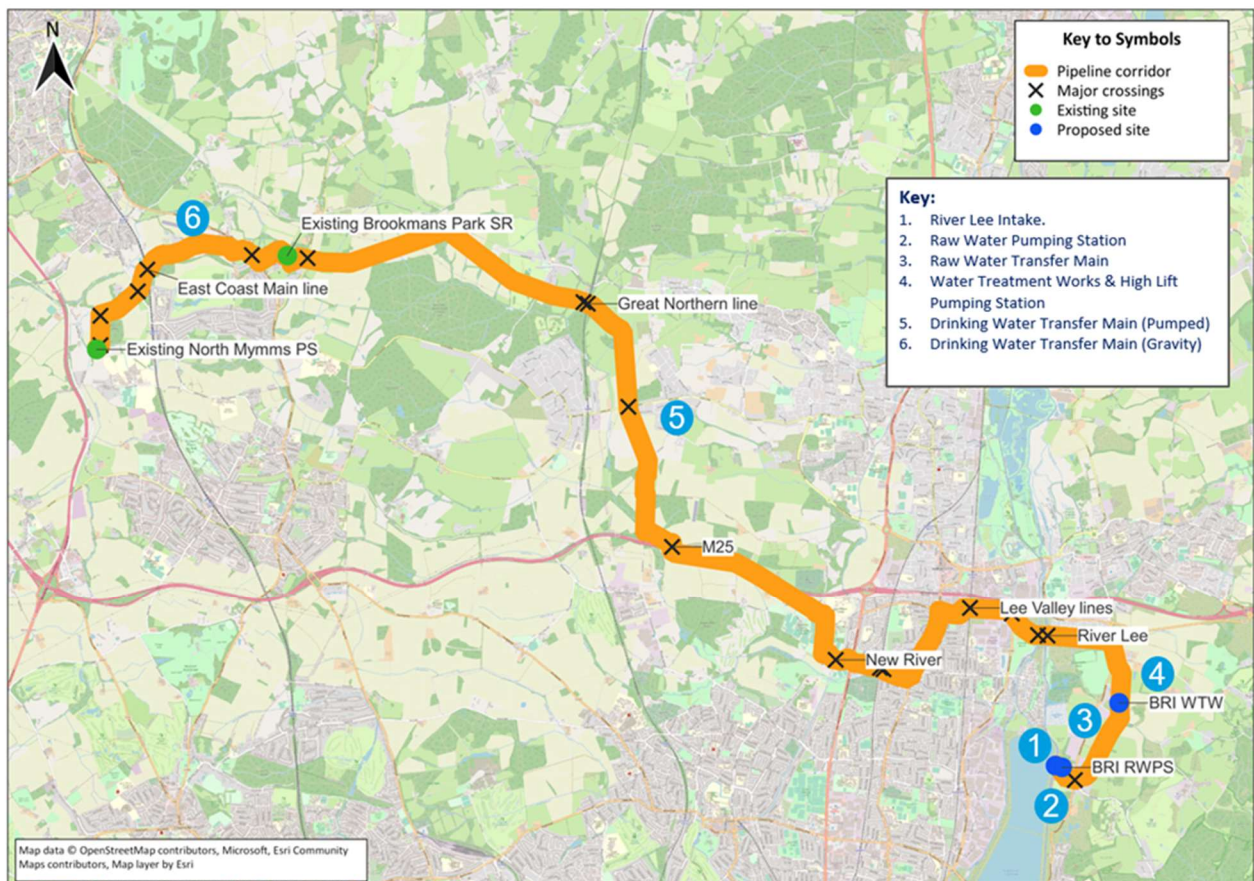 N
Key to Symbols
Pipeline corridor
Major crossings
Existing site
Proposed site
Key:
1. River Lee Intake.
2. Raw Water Pumping Station
3. Raw Water Transfer Main
4. Water Treatment Works & High Lift
Pumping Station
5. Drinking Water Transfer Main (Pumped)
6. Drinking Water Transfer Main (Gravity)
6
Existing Brookmans Park SR
East Coast Main line
Great Northern line
Existing North Mymms PS
5
M25
Lee Valley lines
River Lee
New River
4
BRI WTW
3
1
BRI RWPS
2
Map data © OpenStreetMap contributors, Microsoft, Esri Community
Maps contributors, Map layer by Esri